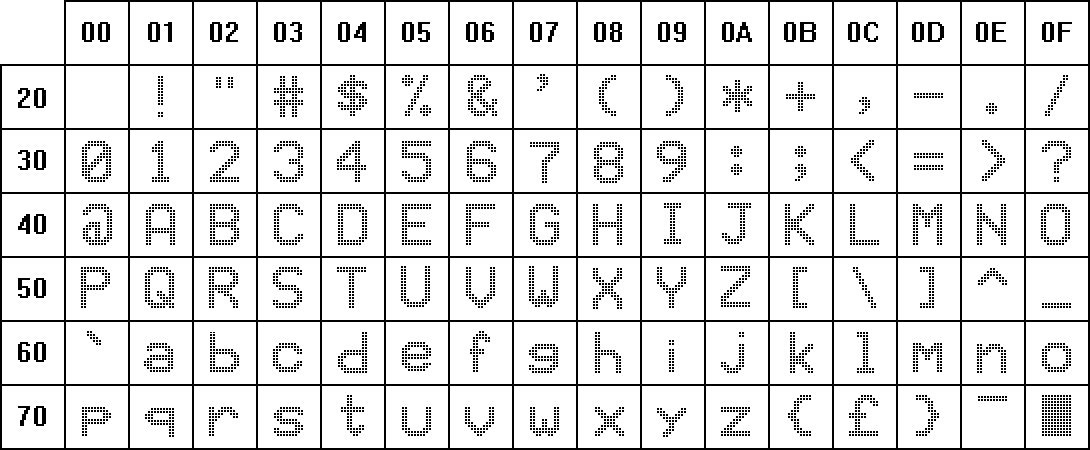 00 01 02 03 04 05 06 07 08 09 0A 0B 0C 0D 0E 0F
20 ! " # $ % & ’ ( ) * + , - . /
30 0 1 2 3 4 5 6 7 8 9 : ; < = > ?
40 @ A B C D E F G H I J K L M N O
50 P Q R S T U V W X Y Z [ \ ] ^ _
60 ` a b c d e f g h i j k l m n o
70 p q r s t u v w x y z { £ } ‾ █